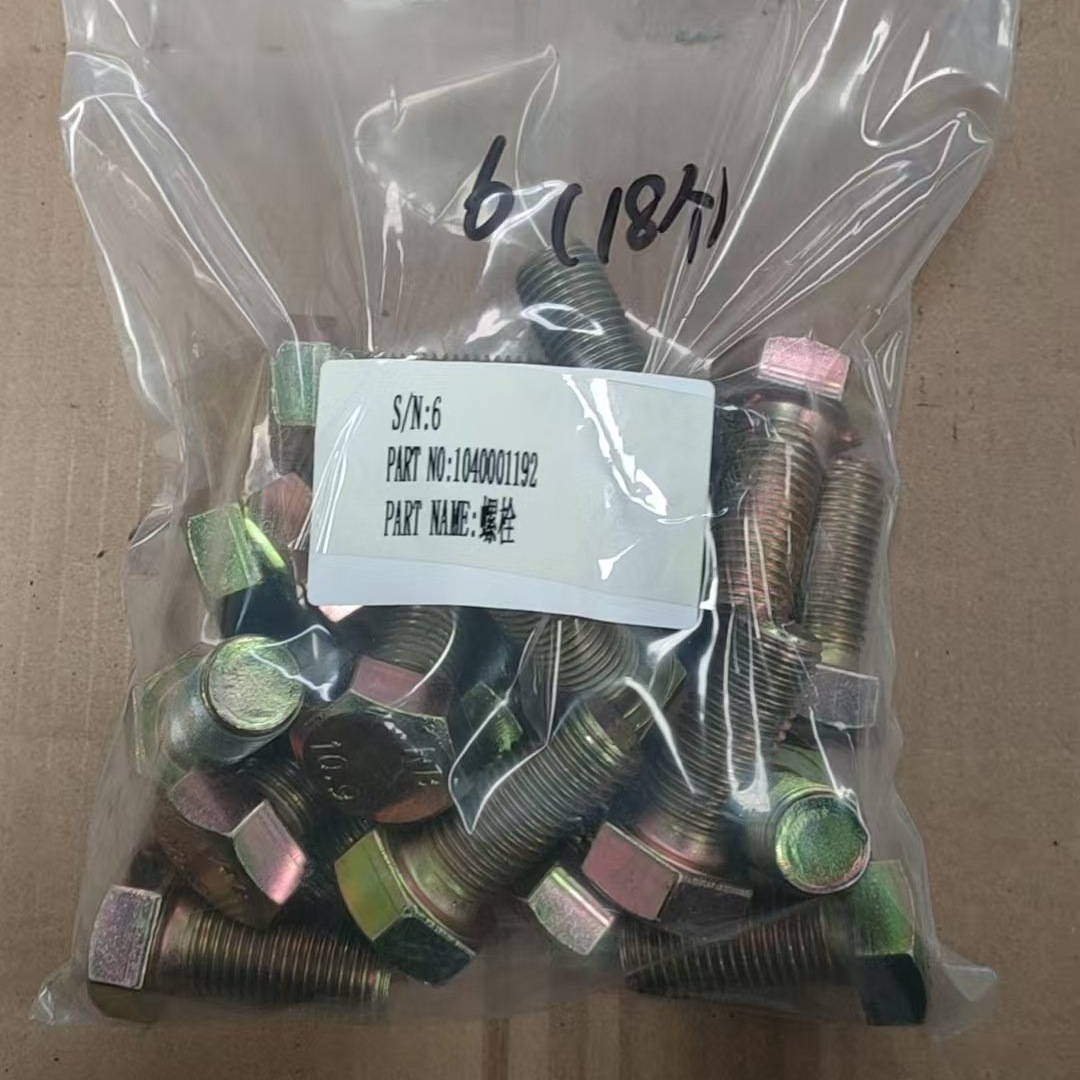 6 (18个)
S/N:6
PART NO:1040001192
PART NAME:螺栓
10.9